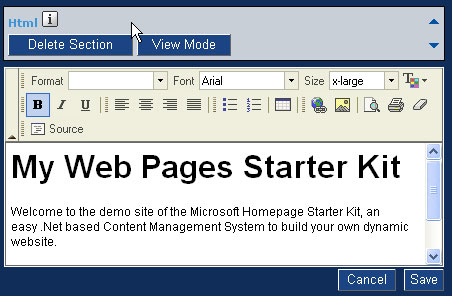 Html i
Delete Section View Mode
Format Font Arial Size x-large T
B I U
Source
My Web Pages Starter Kit
Welcome to the demo site of the Microsoft Homepage Starter Kit, an
easy .Net based Content Management System to build your own dynamic
website.
Cancel Save